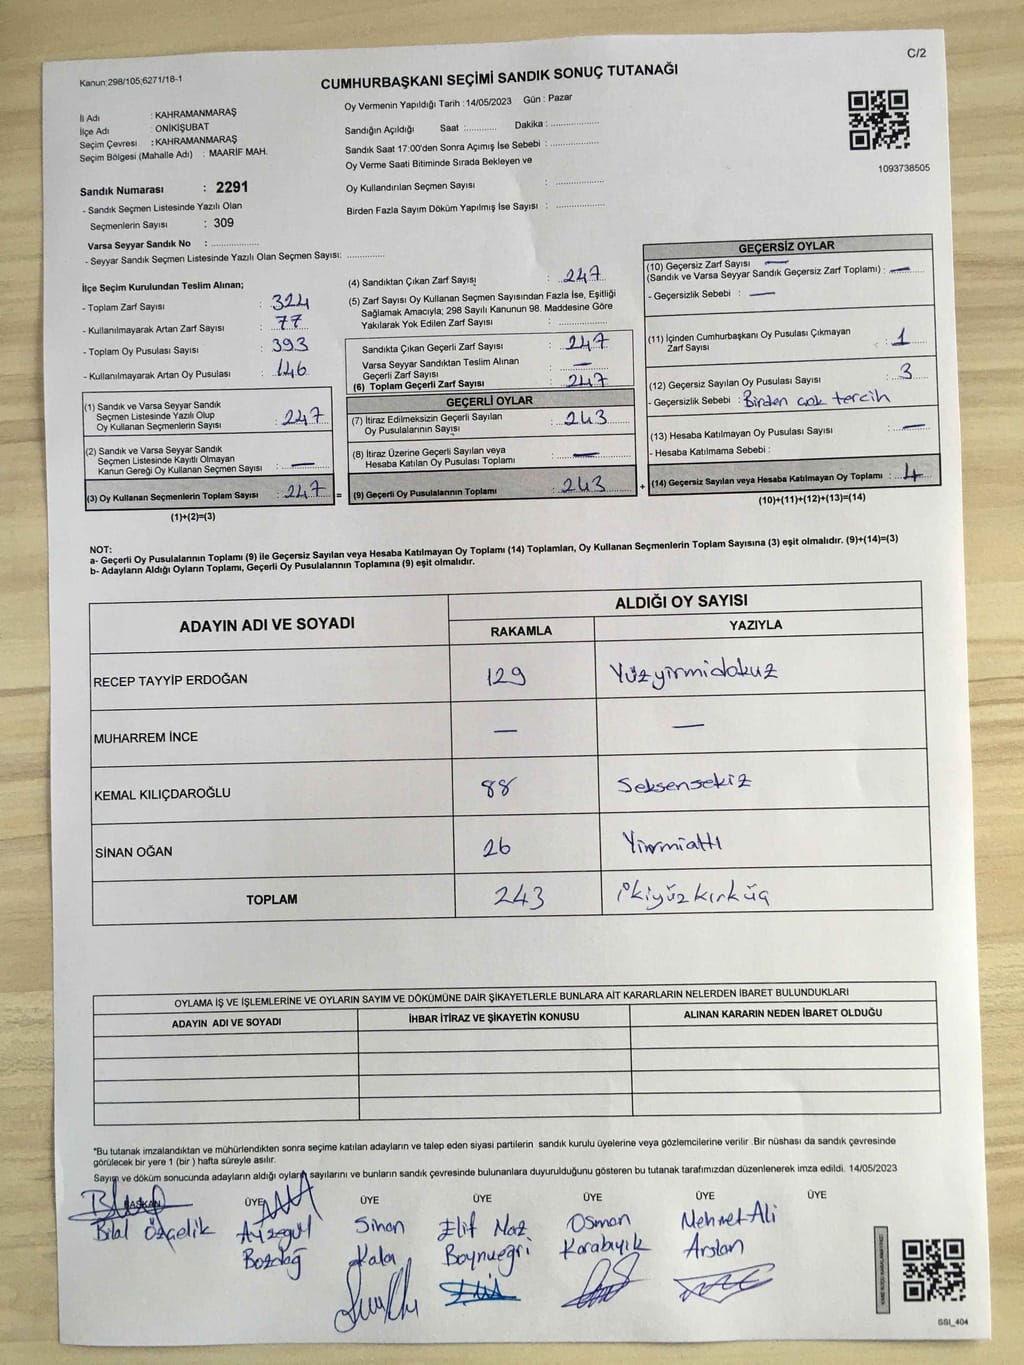 C/2
Kanun:298/105;6271/18-1
CUMHURBAŞKANI SEÇİMİ SANDIK SONUÇ TUTANAĞI
İl Adı : KAHRAMANMARAŞ
İlçe Adı : ONİKİŞUBAT
Seçim Çevresi : KAHRAMANMARAŞ
Seçim Bölgesi (Mahalle Adı) : MAARİF MAH.
Sandık Numarası : 2291
- Sandık Seçmen Listesinde Yazılı Olan
Seçmenlerin Sayısı : 309
Varsa Seyyar Sandık No : ....................
- Seyyar Sandık Seçmen Listesinde Yazılı Olan Seçmen Sayısı: ...............
Oy Vermenin Yapıldığı Tarih : 14/05/2023 Gün : Pazar
Sandığın Açıldığı Saat :............ Dakika : ....................
Sandık Saat 17:00'den Sonra Açımış İse Sebebi : ....................
Oy Verme Saati Bitiminde Sırada Bekleyen ve
Oy Kullandırılan Seçmen Sayısı : ....................
Birden Fazla Sayım Döküm Yapılmış İse Sayısı : ....................
1093738505
İlçe Seçim Kurulundan Teslim Alınan;
- Toplam Zarf Sayısı : 324
- Kullanılmayarak Artan Zarf Sayısı : 77
- Toplam Oy Pusulası Sayısı : 393
- Kullanılmayarak Artan Oy Pusulası : 146
(1) Sandık ve Varsa Seyyar Sandık
Seçmen Listesinde Yazılı Olup
Oy Kullanan Seçmenlerin Sayısı : 247
(2) Sandık ve Varsa Seyyar Sandık
Seçmen Listesinde Kayıtlı Olmayan
Kanun Gereği Oy Kullanan Seçmen Sayısı : —
(3) Oy Kullanan Seçmenlerin Toplam Sayısı : 247 =
(1)+(2)=(3)
(4) Sandıktan Çıkan Zarf Sayısı : 247
(5) Zarf Sayısı Oy Kullanan Seçmen Sayısından Fazla İse, Eşitliği
Sağlamak Amacıyla; 298 Sayılı Kanunun 98. Maddesine Göre
Yakılarak Yok Edilen Zarf Sayısı : ...............
Sandıkta Çıkan Geçerli Zarf Sayısı : 247
Varsa Seyyar Sandıktan Teslim Alınan
Geçerli Zarf Sayısı : —
(6) Toplam Geçerli Zarf Sayısı : 247
GEÇERLİ OYLAR
(7) İtiraz Edilmeksizin Geçerli Sayılan
Oy Pusulalarının Sayısı : 243
(8) İtiraz Üzerine Geçerli Sayılan veya
Hesaba Katılan Oy Pusulası Toplamı : —
(9) Geçerli Oy Pusulalarının Toplamı : 243 +
GEÇERSİZ OYLAR
(10) Geçersiz Zarf Sayısı —
(Sandık ve Varsa Seyyar Sandık Geçersiz Zarf Toplamı) : —
- Geçersizlik Sebebi : —
(11) İçinden Cumhurbaşkanı Oy Pusulası Çıkmayan
Zarf Sayısı : 1
(12) Geçersiz Sayılan Oy Pusulası Sayısı : 3
- Geçersizlik Sebebi : Birden çok tercih
(13) Hesaba Katılmayan Oy Pusulası Sayısı : —
- Hesaba Katılmama Sebebi :
(14) Geçersiz Sayılan veya Hesaba Katılmayan Oy Toplamı : 4
(10)+(11)+(12)+(13)=(14)
NOT:
a- Geçerli Oy Pusulalarının Toplamı (9) ile Geçersiz Sayılan veya Hesaba Katılmayan Oy Toplamı (14) Toplamları, Oy Kullanan Seçmenlerin Toplam Sayısına (3) eşit olmalıdır. (9)+(14)=(3)
b- Adayların Aldığı Oyların Toplamı, Geçerli Oy Pusulalarının Toplamına (9) eşit olmalıdır.
ADAYIN ADI VE SOYADI
ALDIĞI OY SAYISI
RAKAMLA YAZIYLA
RECEP TAYYİP ERDOĞAN 129 Yüzyirmidokuz
MUHARREM İNCE — —
KEMAL KILIÇDAROĞLU 88 Seksensekiz
SİNAN OĞAN 26 Yirmialtı
TOPLAM 243 ikiyüzkırküç
OYLAMA İŞ VE İŞLEMLERİNE VE OYLARIN SAYIM VE DÖKÜMÜNE DAİR ŞİKAYETLERLE BUNLARA AİT KARARLARIN NELERDEN İBARET BULUNDUKLARI
ADAYIN ADI VE SOYADI İHBAR İTİRAZ VE ŞİKAYETİN KONUSU ALINAN KARARIN NEDEN İBARET OLDUĞU
*Bu tutanak imzalandıktan ve mühürlendikten sonra seçime katılan adayların ve talep eden siyasi partilerin sandık kurulu üyelerine veya gözlemcilerine verilir .Bir nüshası da sandık çevresinde
görülecek bir yere 1 (bir ) hafta süreyle asılır.
Sayım ve döküm sonucunda adayların aldığı oyların sayılarını ve bunların sandık çevresinde bulunanlara duyurulduğunu gösteren bu tutanak tarafımızdan düzenlenerek imza edildi. 14/05/2023
BAŞKAN ÜYE ÜYE ÜYE ÜYE ÜYE ÜYE
Bilal Özçelik Ayşegül Sinan Elif Naz Osman Mehmet Ali
Bozdağ Kala Boynueğri Karabıyık Arslan
SSI_404